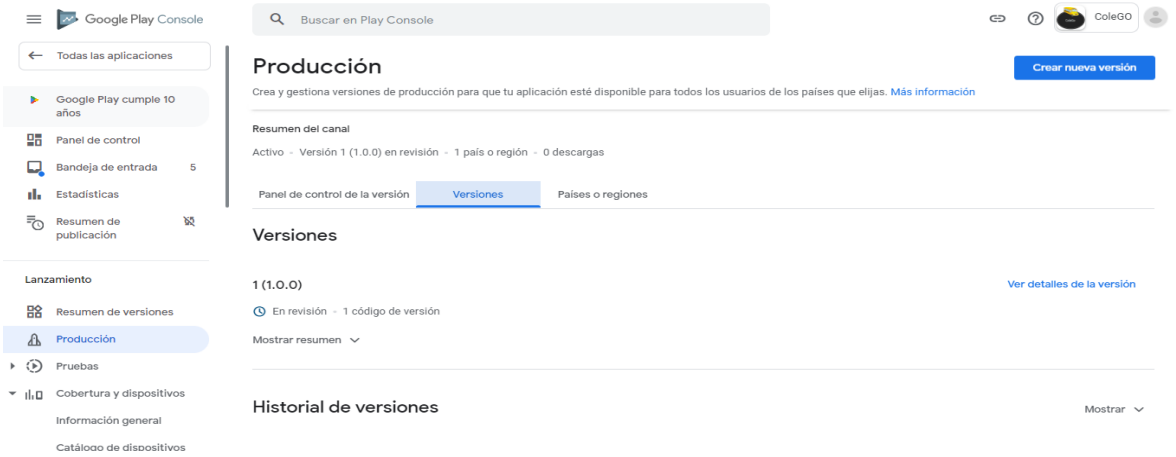 Google Play Console
Buscar en Play Console
ColeGO
Todas las aplicaciones
Google Play cumple 10
años
Panel de control
Bandeja de entrada 5
Estadísticas
Resumen de
publicación
Lanzamiento
Resumen de versiones
Producción
Pruebas
Cobertura y dispositivos
Información general
Catálogo de dispositivos
Producción
Crear nueva versión
Crea y gestiona versiones de producción para que tu aplicación esté disponible para todos los usuarios de los países que elijas. Más información
Resumen del canal
Activo - Versión 1 (1.0.0) en revisión - 1 país o región - 0 descargas
Panel de control de la versión Versiones Países o regiones
Versiones
1 (1.0.0) Ver detalles de la versión
En revisión - 1 código de versión
Mostrar resumen
Historial de versiones Mostrar